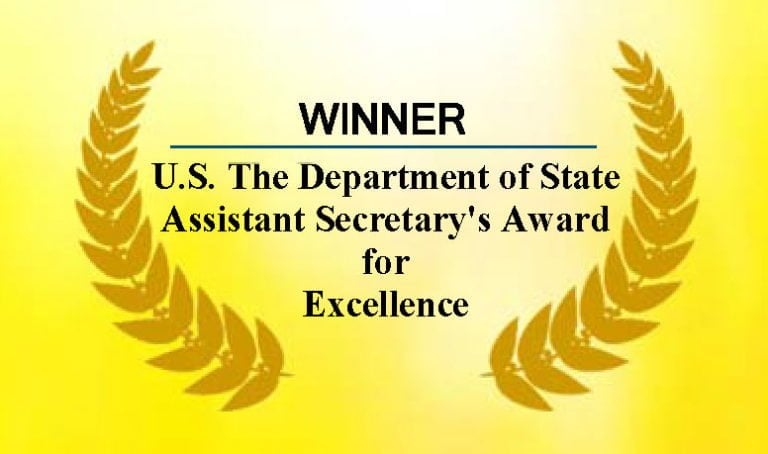 WINNER
U.S. The Department of State
Assistant Secretary's Award
for
Excellence